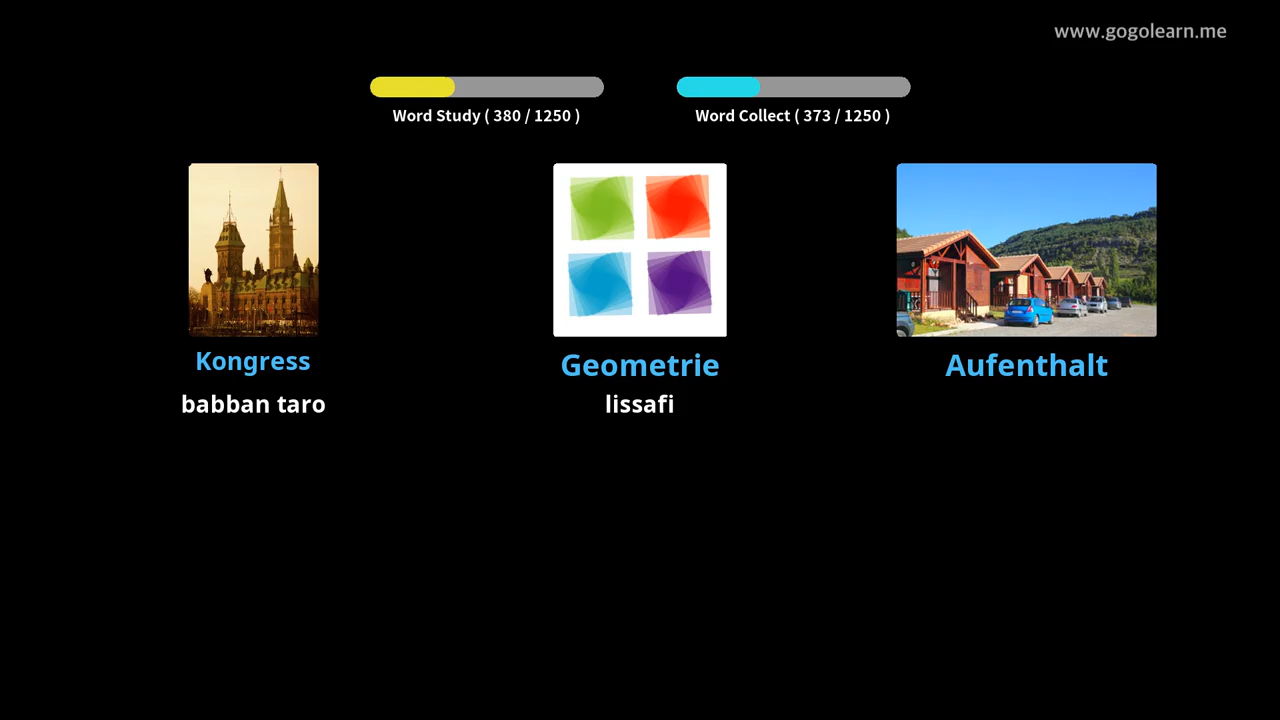 www.gogolearn.me
Word Study ( 380 / 1250 )
Word Collect ( 373 / 1250 )
Kongress
Geometrie
Aufenthalt
babban taro
lissafi